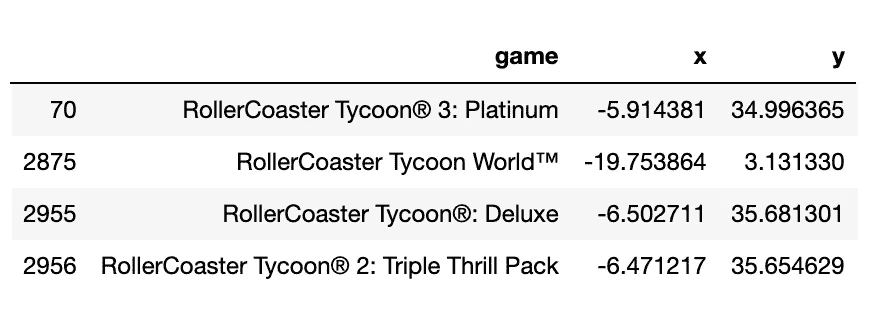 game x y
70 RollerCoaster Tycoon® 3: Platinum -5.914381 34.996365
2875 RollerCoaster Tycoon World™ -19.753864 3.131330
2955 RollerCoaster Tycoon®: Deluxe -6.502711 35.681301
2956 RollerCoaster Tycoon® 2: Triple Thrill Pack -6.471217 35.654629